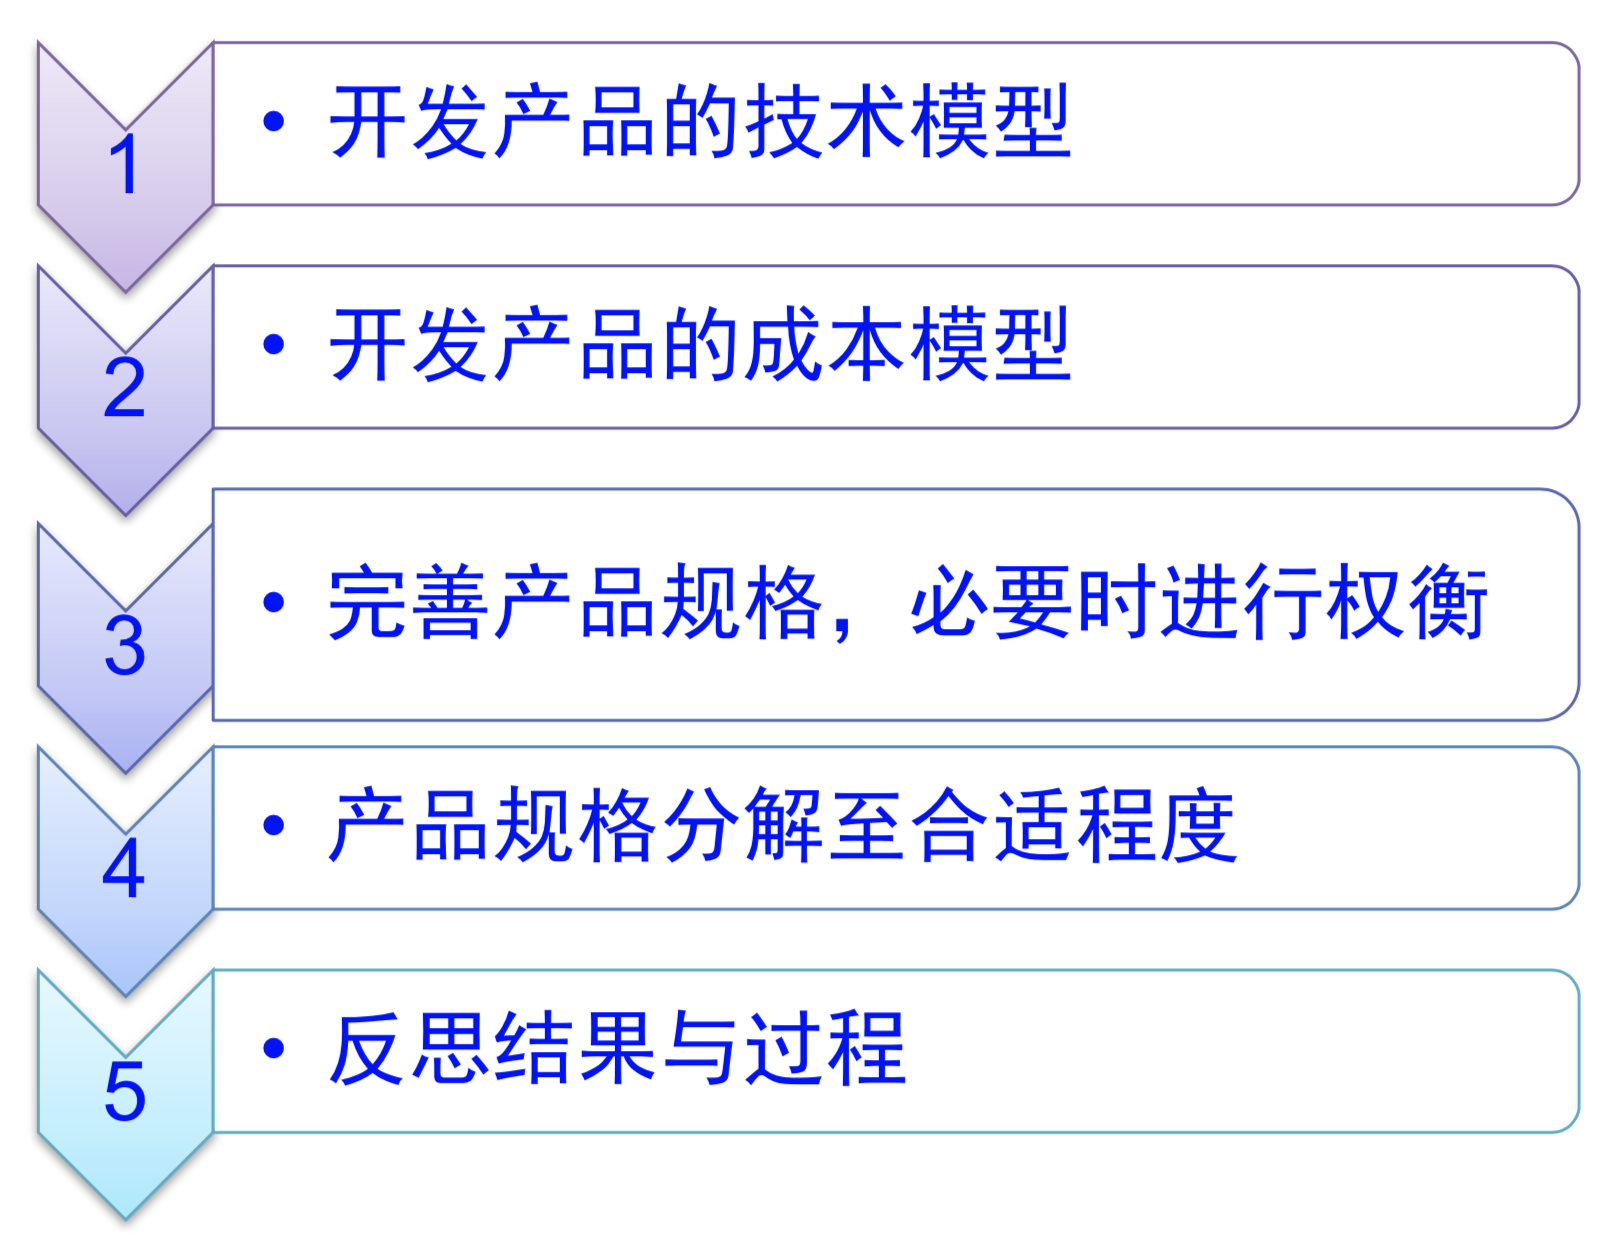 1
• 开发产品的技术模型
2
• 开发产品的成本模型
3
• 完善产品规格，必要时进行权衡
4
• 产品规格分解至合适程度
5
• 反思结果与过程